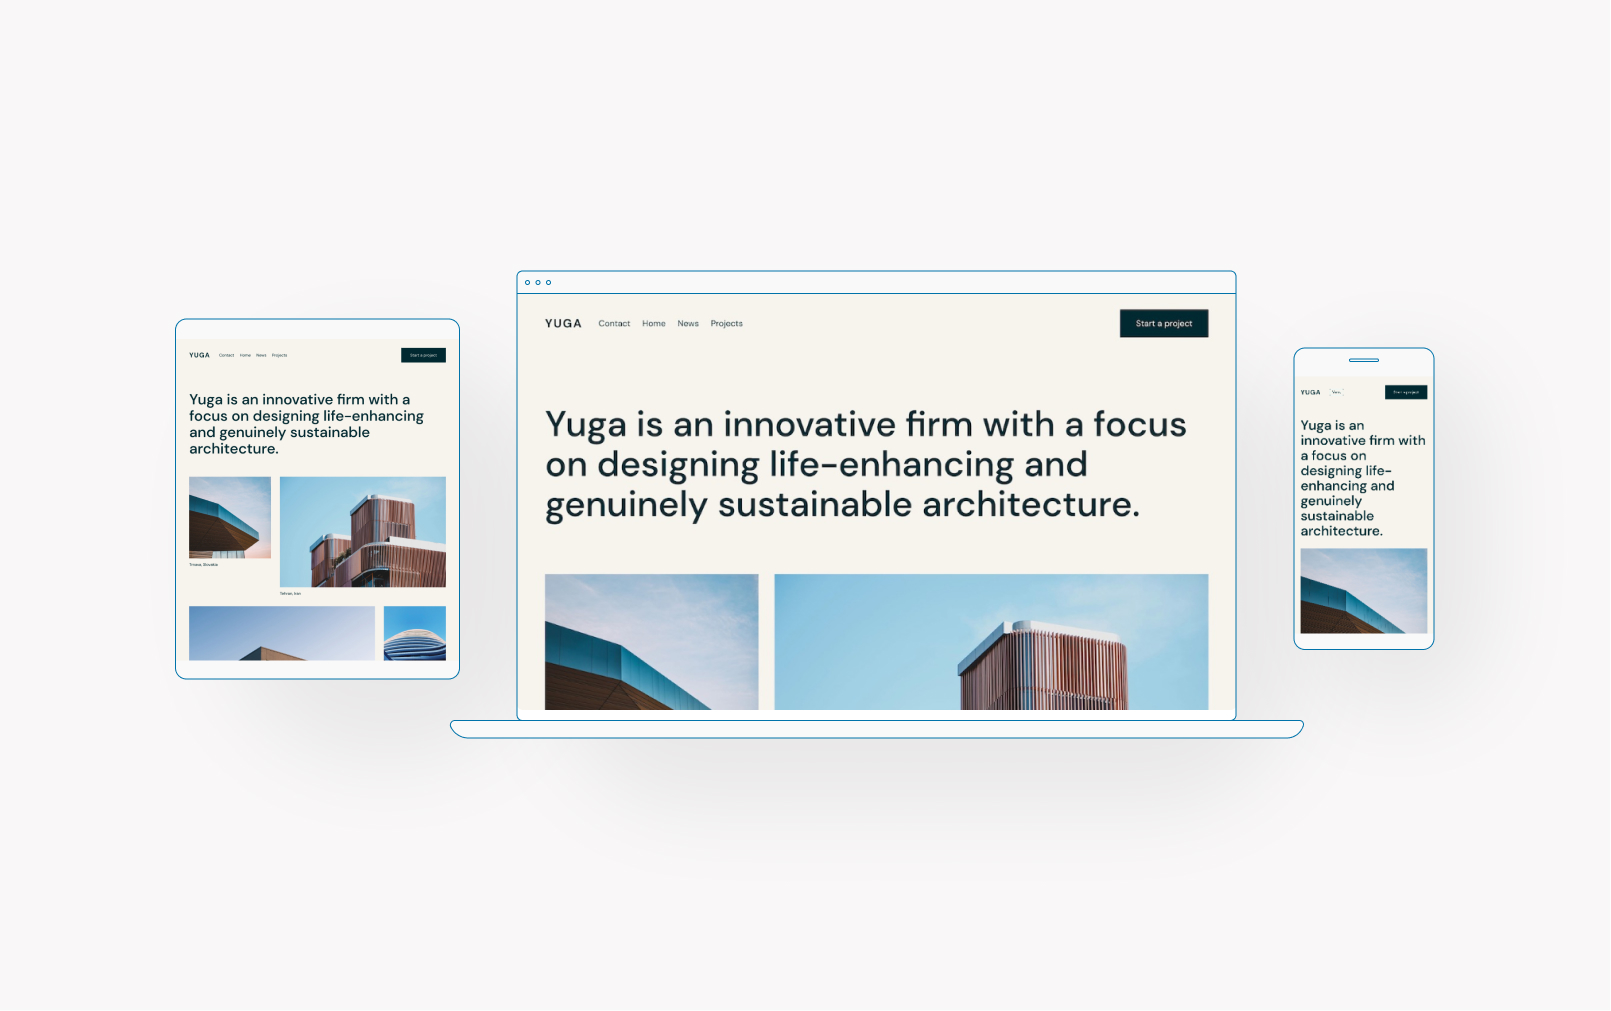 YUGA Contact Home News Projects Start a project
Yuga is an innovative firm with a
focus on designing life-enhancing
and genuinely sustainable
architecture.
Trnava, Slovakia
Tehran, Iran
YUGA Contact Home News Projects Start a project
Yuga is an innovative firm with a focus
on designing life-enhancing and
genuinely sustainable architecture.
YUGA Menu Start a project
Yuga is an
innovative firm with
a focus on
designing life-
enhancing and
genuinely
sustainable
architecture.